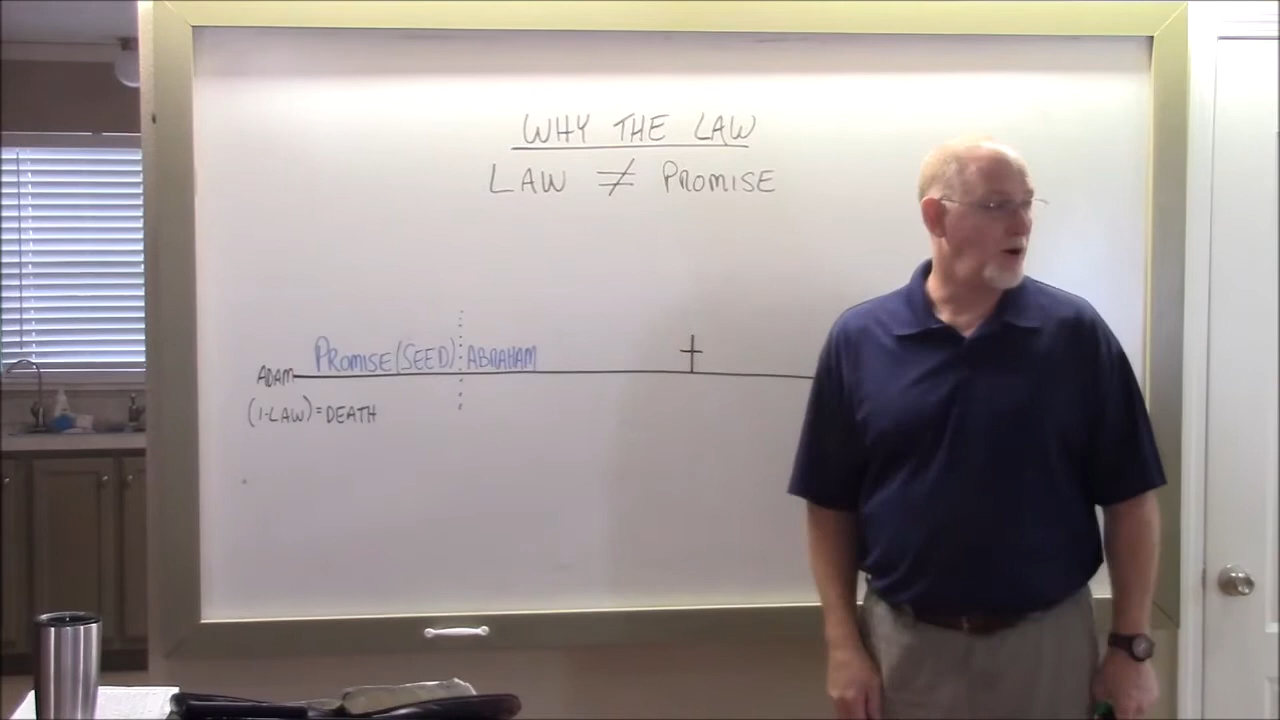 WHY THE LAW
LAW ≠ PROMISE
PROMISE (SEED) ABRAHAM
ADAM
(1-LAW) = DEATH